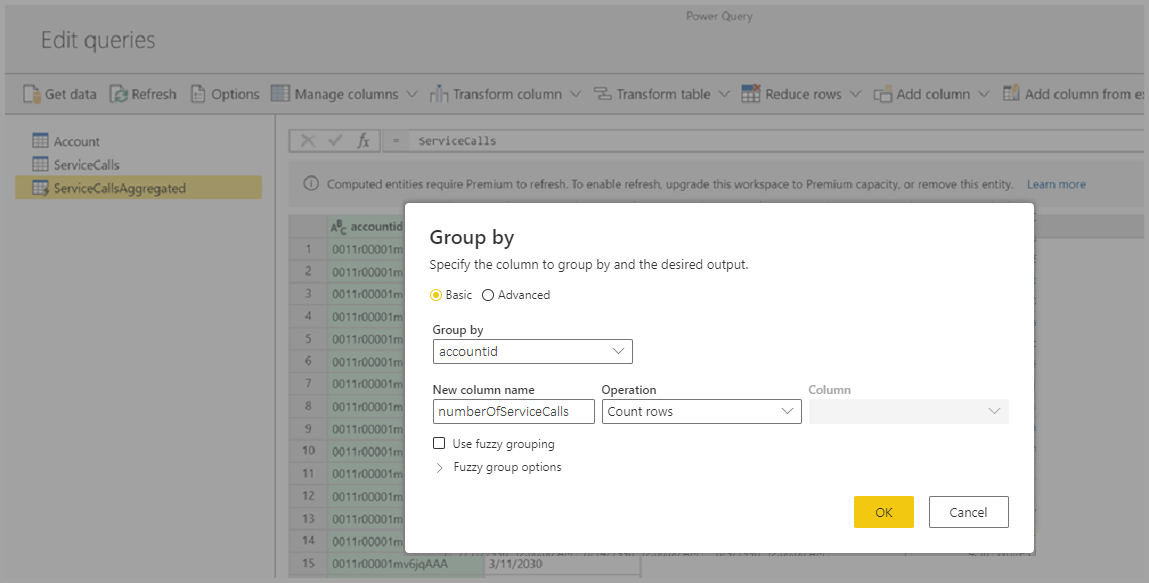 Power Query
Edit queries
Get data Refresh Options Manage columns Transform column Transform table Reduce rows Add column Add column from ex
Account
ServiceCalls
ServiceCallsAggregated
fx = ServiceCalls
Computed entities require Premium to refresh. To enable refresh, upgrade this workspace to Premium capacity, or remove this entity. Learn more
ABC accountid
1 0011r00001m
2 0011r00001m
3 0011r00001m
4 0011r00001m
5 0011r00001m
6 0011r00001m
7 0011r00001m
8 0011r00001m
9 0011r00001m
10 0011r00001m
11 0011r00001m
12 0011r00001m
13 0011r00001m
14 0011r00001m
15 0011r00001mv6jqAAA 3/11/2030
Group by
Specify the column to group by and the desired output.
Basic Advanced
Group by
accountid
New column name Operation Column
numberOfServiceCalls Count rows
Use fuzzy grouping
Fuzzy group options
OK Cancel